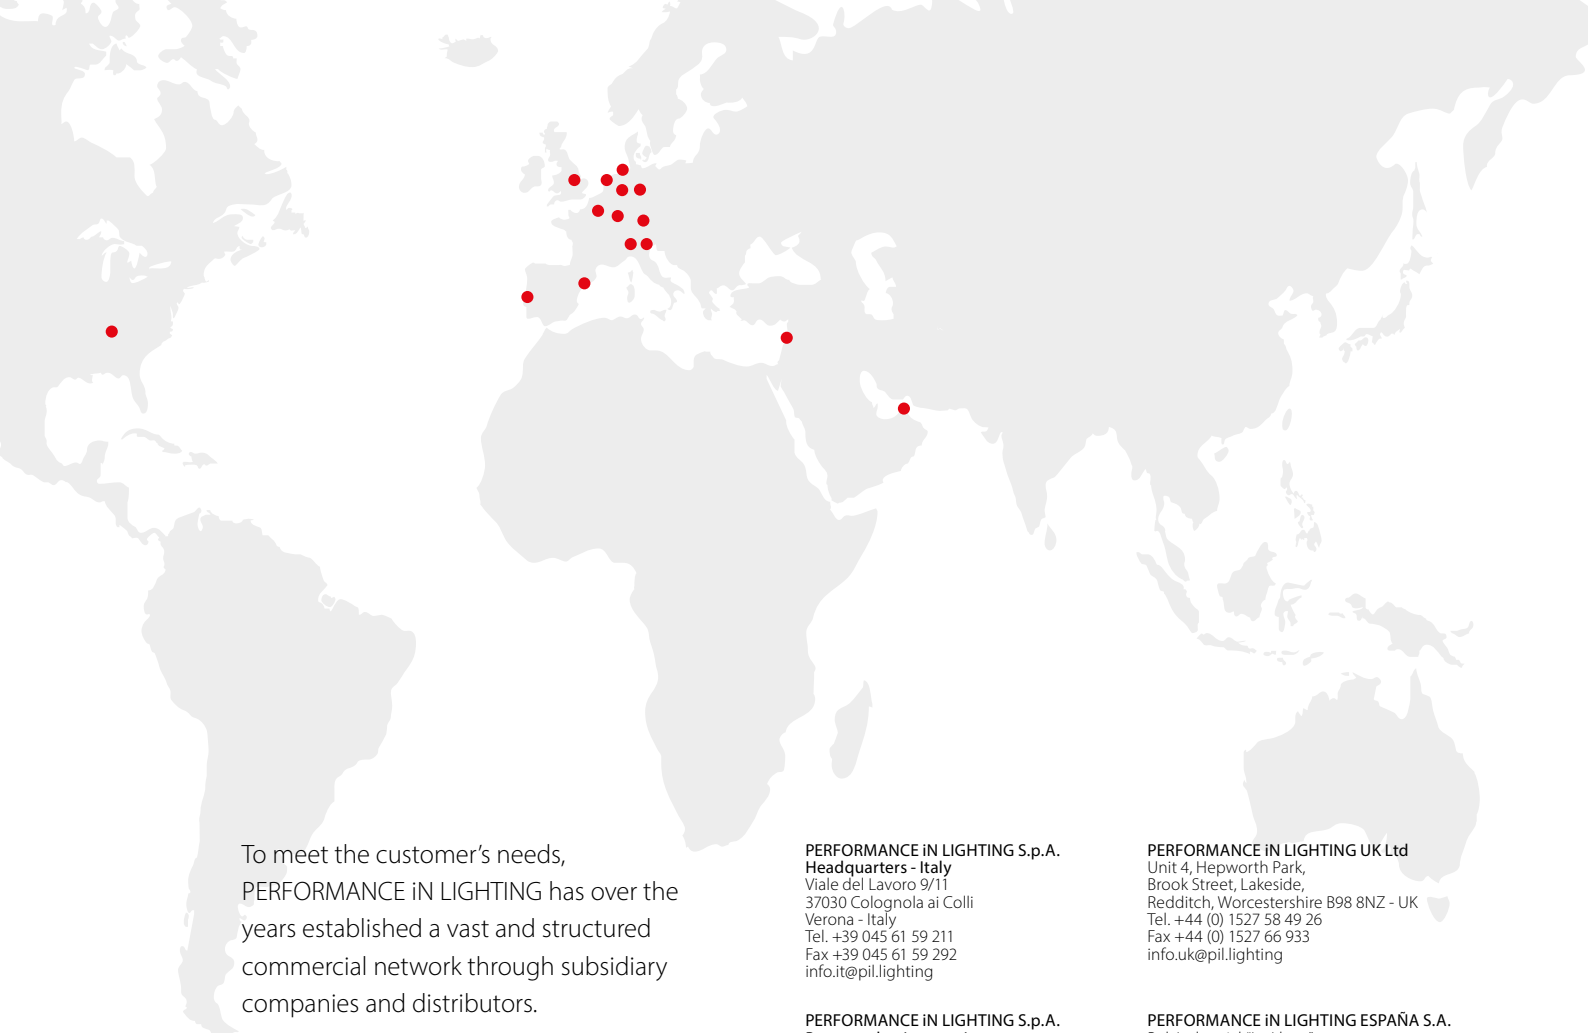 To meet the customer’s needes,
PERFORMANCE iN LIGHTING has over the
years established a vast and structured
commercial network through subsidiary
companies and distributors.
PERFORMANCE iN LIGHTING S.p.A.
Headquarters - Italy
Viale del Lavoro 9/11
37030 Colognola ai Colli
Verona - Italy
Tel. +39 045 61 59 211
Fax +39 045 61 59 292
info.it@pil.lighting
PERFORMANCE iN LIGHTING S.p.A.
PERFORMANCE iN LIGHTING UK Ltd
Unit 4, Hepworth Park,
Brook Street, Lakeside,
Redditch, Worcestershire B98 8NZ - UK
Tel. +44 (0) 1527 58 49 26
Fax +44 (0) 1527 66 933
info.uk@pil.lighting
PERFORMANCE iN LIGHTING ESPAÑA S.A.